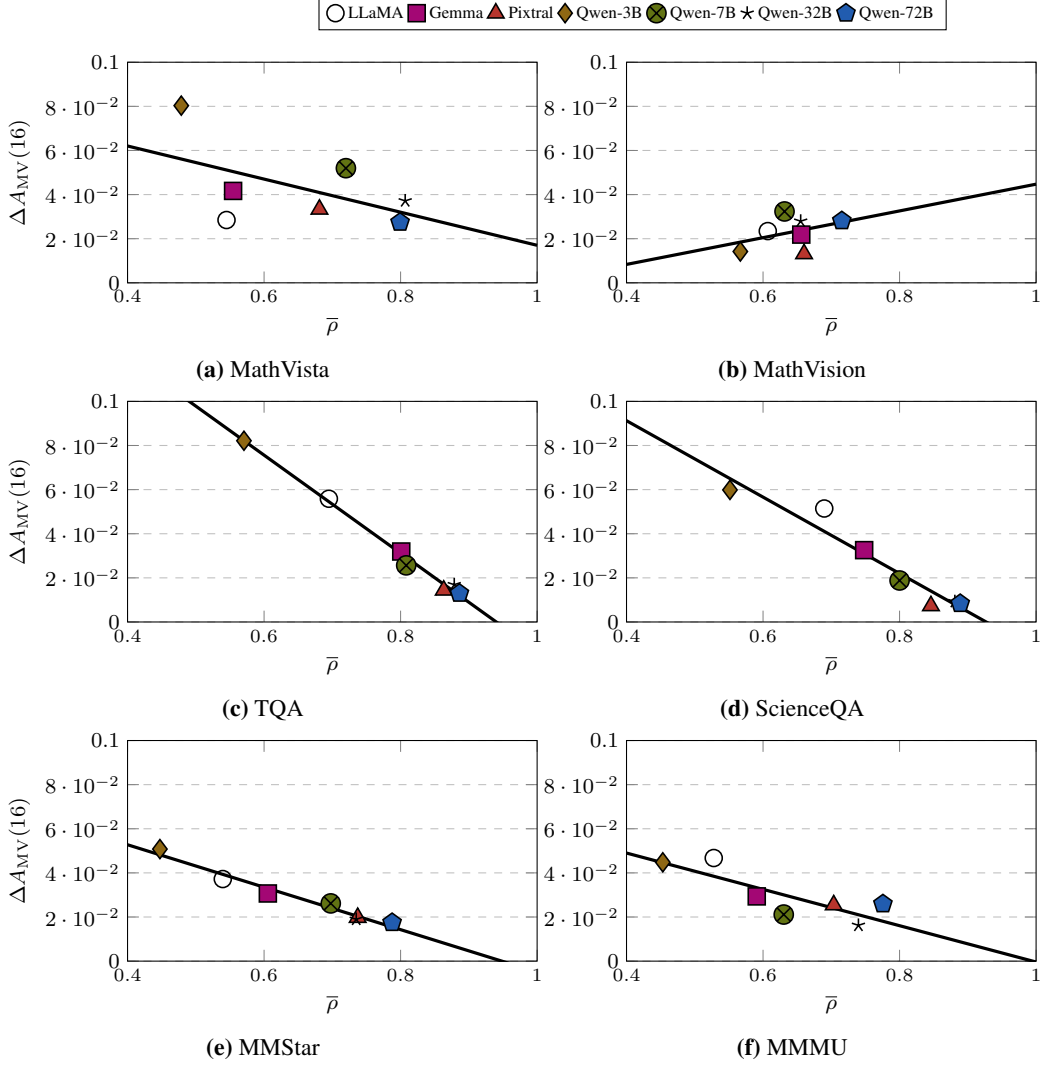 LLaMA Gemma Pixtral Qwen-3B Qwen-7B Qwen-32B Qwen-72B
0.1
8 · 10⁻²
6 · 10⁻²
4 · 10⁻²
2 · 10⁻²
0
0.4 0.6 0.8 1
ΔA_MV(16)
ρ̅
(a) MathVista
0.1
8 · 10⁻²
6 · 10⁻²
4 · 10⁻²
2 · 10⁻²
0
0.4 0.6 0.8 1
ρ̅
(b) MathVision
0.1
8 · 10⁻²
6 · 10⁻²
4 · 10⁻²
2 · 10⁻²
0
0.4 0.6 0.8 1
ΔA_MV(16)
ρ̅
(c) TQA
0.1
8 · 10⁻²
6 · 10⁻²
4 · 10⁻²
2 · 10⁻²
0
0.4 0.6 0.8 1
ρ̅
(d) ScienceQA
0.1
8 · 10⁻²
6 · 10⁻²
4 · 10⁻²
2 · 10⁻²
0
0.4 0.6 0.8 1
ΔA_MV(16)
ρ̅
(e) MMStar
0.1
8 · 10⁻²
6 · 10⁻²
4 · 10⁻²
2 · 10⁻²
0
0.4 0.6 0.8 1
ρ̅
(f) MMMU